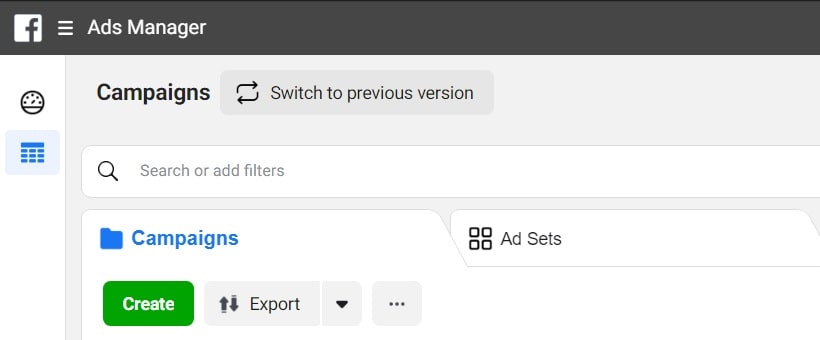 Ads Manager
Campaigns Switch to previous version
Search or add filters
Campaigns Ad Sets
Create Export